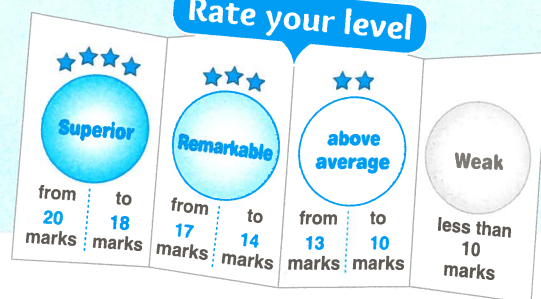 Rate your level
Superior
from to
20 18
marks marks
Remarkable
from to
17 14
marks marks
above
average
from to
13 10
marks marks
Weak
less than
10
marks